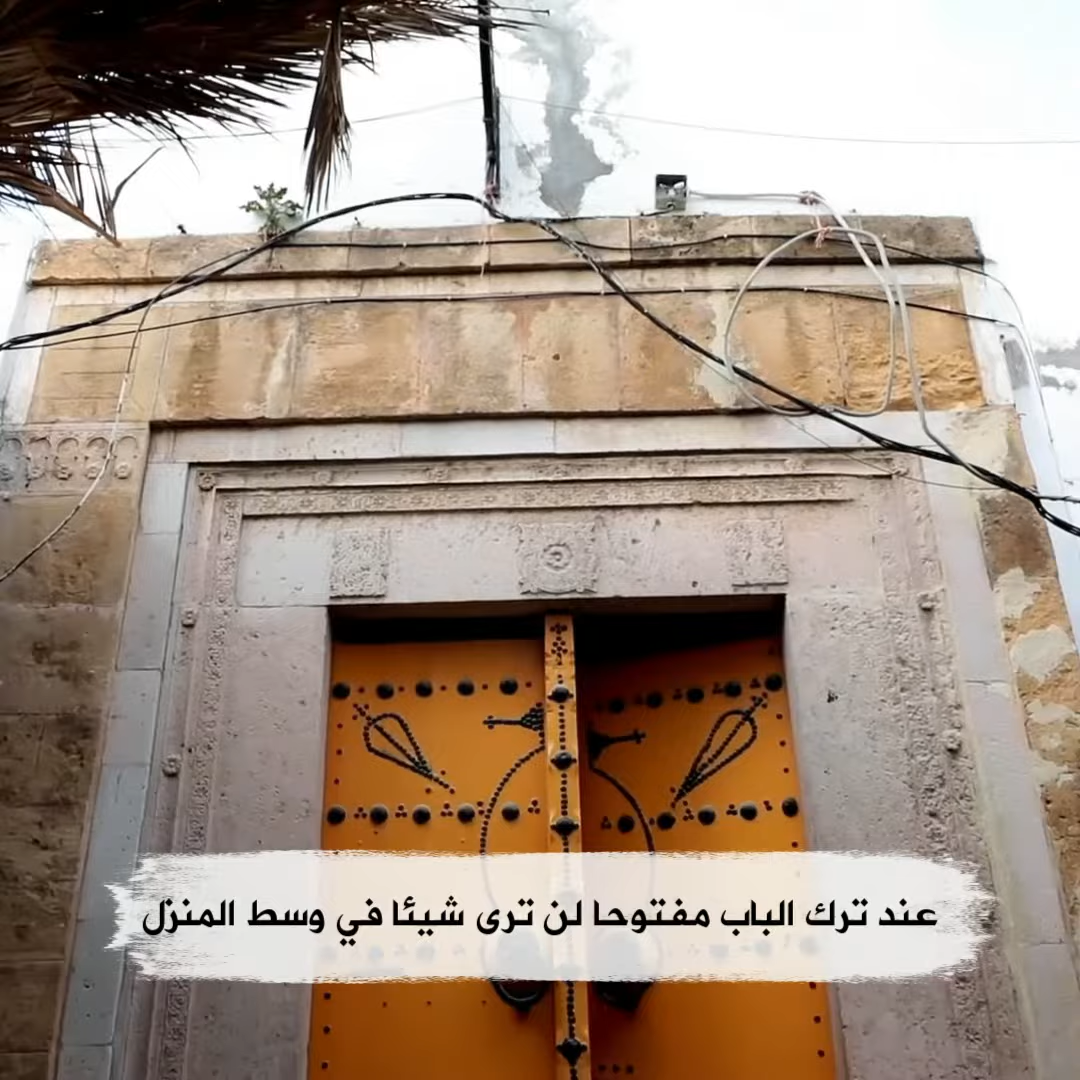 عند ترك الباب مفتوحا لن ترى شيئا في وسط المنزل